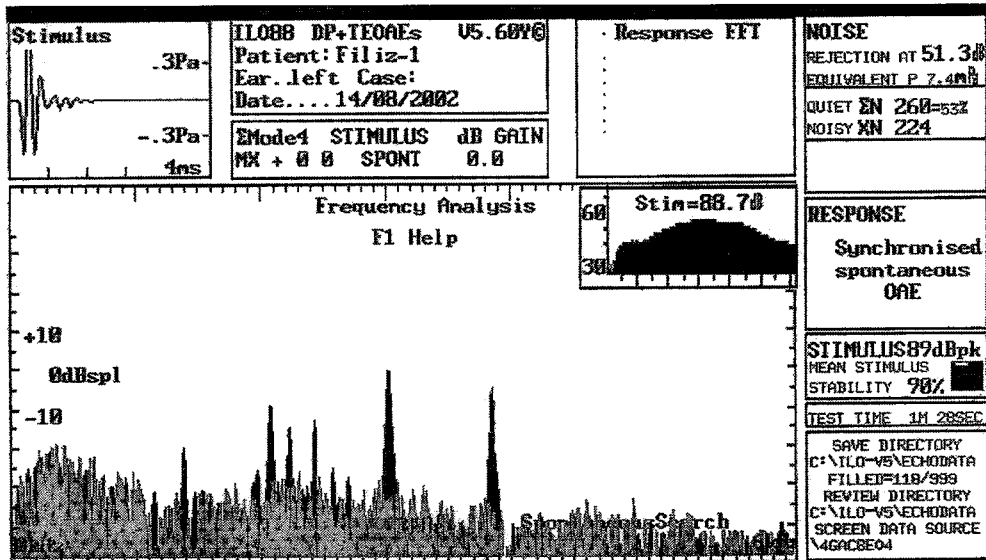 Stimulus
.3Pa-
-.3Pa-
4ms
ILO88 DP+TEOAEs V5.60Y©
Patient: Filiz-1
Ear..left Case:
Date....14/08/2002
ΣMode4 STIMULUS dB GAIN
MX + 0 0 SPONT 0.0
Response FFT
NOISE
REJECTION AT 51.3dB
EQUIVALENT P 7.4MPa
QUIET ΣN 260=53%
NOISY XN 224
Frequency Analysis
F1 Help
60
Stim=88.7dB
30
RESPONSE
Synchronised
spontaneous
OAE
+10
0dBspl
-10
STIMULUS89dBpk
MEAN STIMULUS
STABILITY 90%
TEST TIME 1M 28SEC
SAVE DIRECTORY
C:\ILO-V5\ECHODATA
FILLED=118/999
REVIEW DIRECTORY
C:\ILO-V5\ECHODATA
SCREEN DATA SOURCE
\4GACBE04
SpontaneousSearch